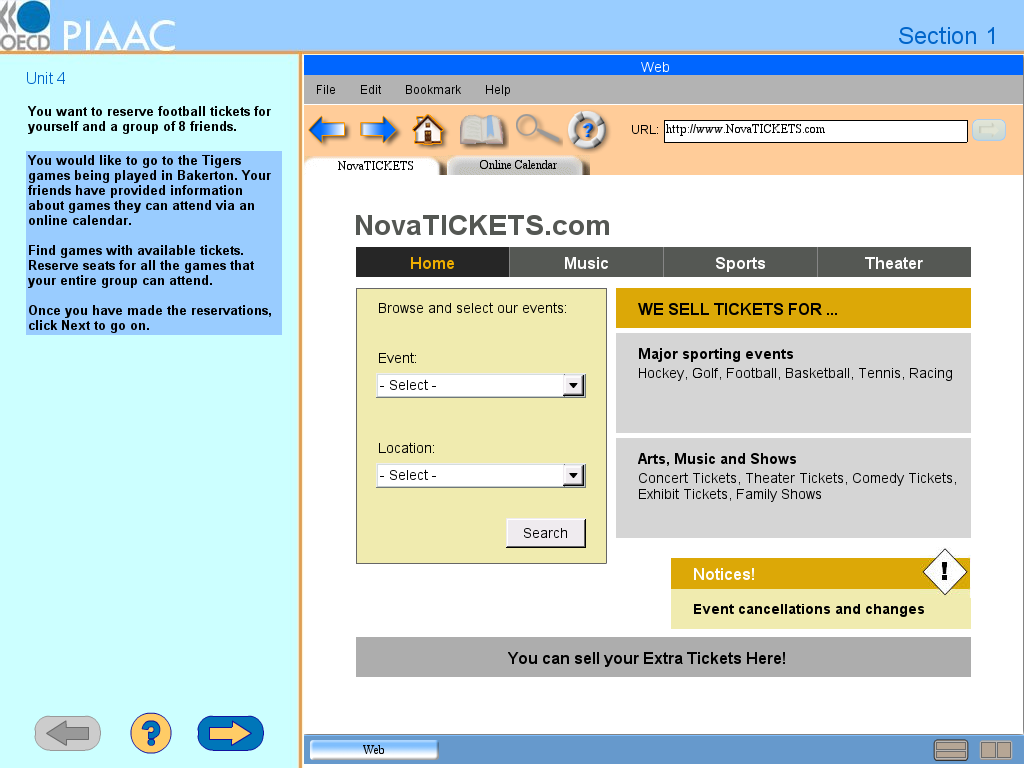 OECD
PIAAC
Section 1
Unit 4
You want to reserve football tickets for
yourself and a group of 8 friends.
You would like to go to the Tigers
games being played in Bakerton. Your
friends have provided information
about games they can attend via an
online calendar.
Find games with available tickets.
Reserve seats for all the games that
your entire group can attend.
Once you have made the reservations,
click Next to go on.
?
Web
File Edit Bookmark Help
?
URL: http://www.NovaTICKETS.com
NovaTICKETS Online Calendar
NovaTICKETS.com
Home Music Sports Theater
Browse and select our events:
Event:
- Select -
Location:
- Select -
Search
WE SELL TICKETS FOR ...
Major sporting events
Hockey, Golf, Football, Basketball, Tennis, Racing
Arts, Music and Shows
Concert Tickets, Theater Tickets, Comedy Tickets,
Exhibit Tickets, Family Shows
Notices! !
Event cancellations and changes
You can sell your Extra Tickets Here!
Web